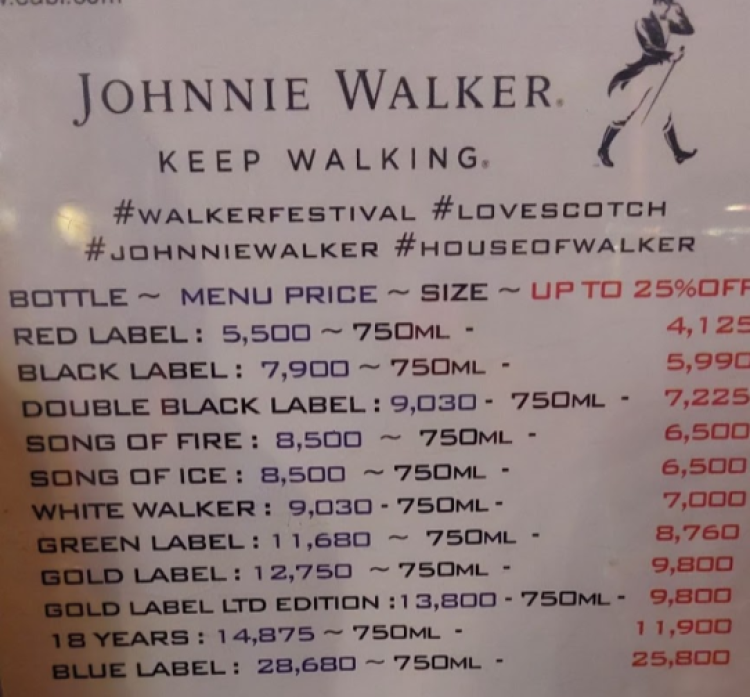 JOHNNIE WALKER.
KEEP WALKING.
#WALKERFESTIVAL #LOVESCOTCH
#JOHNNIEWALKER #HOUSEOFWALKER
BOTTLE ~ MENU PRICE ~ SIZE ~ UP TO 25%OFF
RED LABEL : 5,500 ~ 750ML - 4,125
BLACK LABEL : 7,900 ~ 750ML - 5,990
DOUBLE BLACK LABEL : 9,030 - 750ML - 7,225
SONG OF FIRE : 8,500 ~ 750ML - 6,500
SONG OF ICE : 8,500 ~ 750ML - 6,500
WHITE WALKER : 9,030 - 750ML - 7,000
GREEN LABEL : 11,680 ~ 750ML - 8,760
GOLD LABEL : 12,750 ~ 750ML - 9,800
GOLD LABEL LTD EDITION :13,800 - 750ML - 9,800
18 YEARS : 14,875 ~ 750ML - 11,900
BLUE LABEL : 28,680 ~ 750ML - 25,800